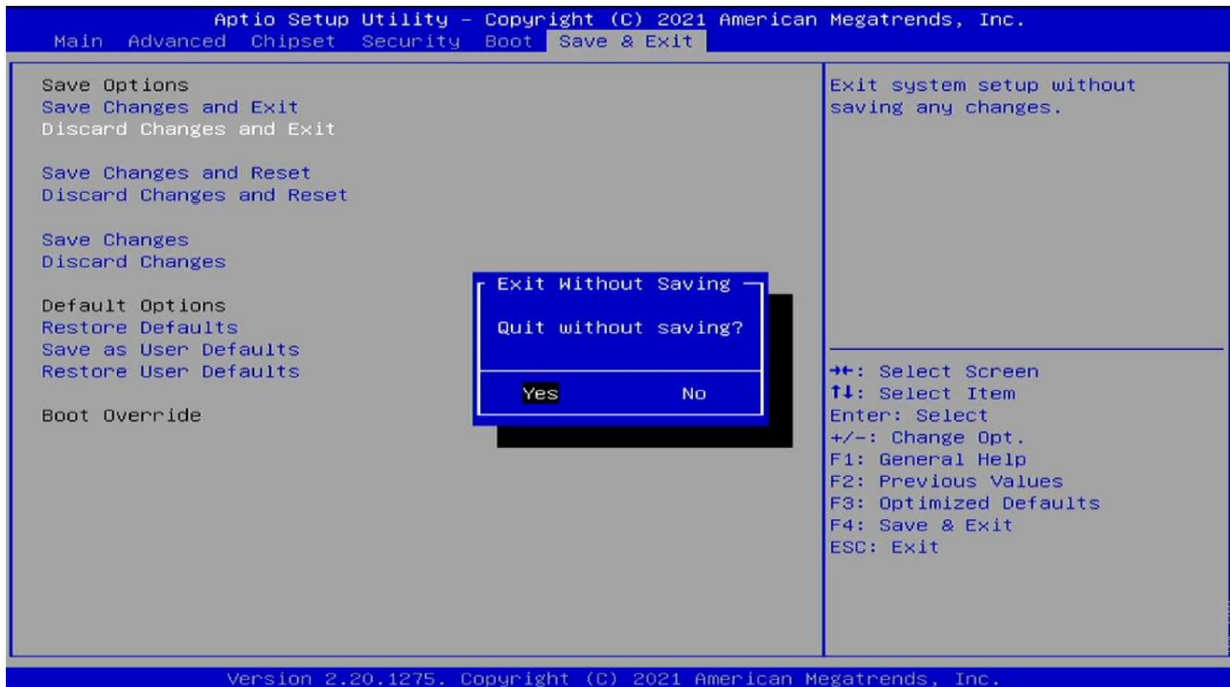 Aptio Setup Utility – Copyright (C) 2021 American Megatrends, Inc.
Main Advanced Chipset Security Boot Save & Exit
Save Options
Save Changes and Exit
Discard Changes and Exit
Save Changes and Reset
Discard Changes and Reset
Save Changes
Discard Changes
Default Options
Restore Defaults
Save as User Defaults
Restore User Defaults
Boot Override
Exit Without Saving
Quit without saving?
Yes No
Exit system setup without
saving any changes.
→←: Select Screen
↑↓: Select Item
Enter: Select
+/-: Change Opt.
F1: General Help
F2: Previous Values
F3: Optimized Defaults
F4: Save & Exit
ESC: Exit
Version 2.20.1275. Copyright (C) 2021 American Megatrends, Inc.